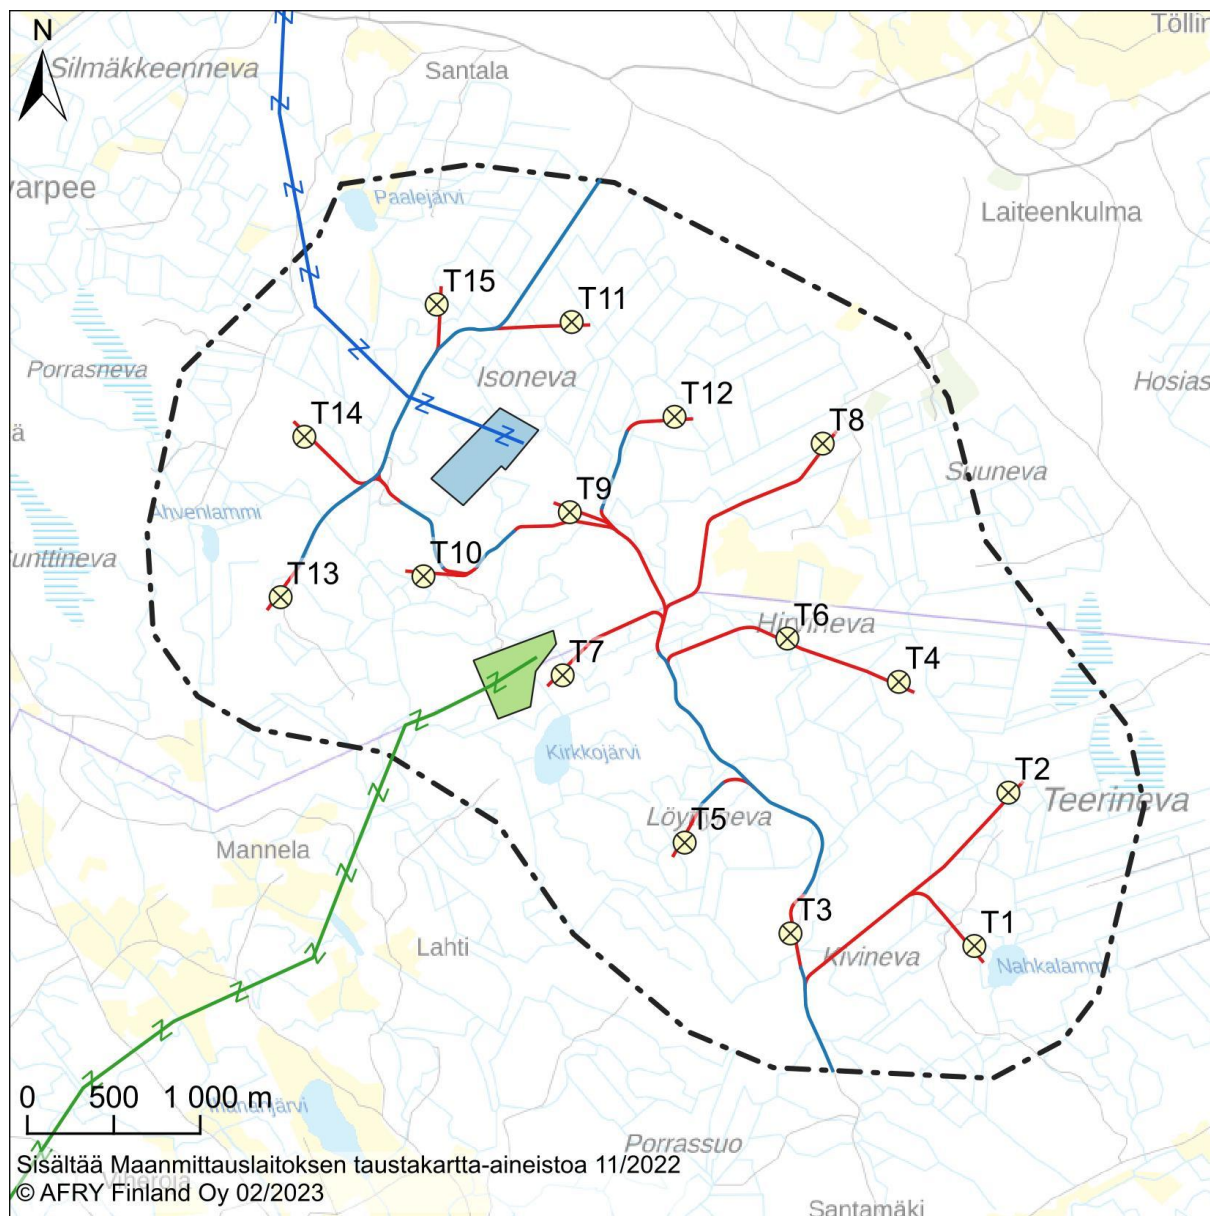 N
Töllin
Silmäkkeenneva
Santala
varpee
Paalejärvi
Laiteenkulma
T15
T11
Porrasneva
Isoneva
Hosias
T12
T14
T8
ä
Suuneva
T9
Ahvenlammi
unttineva
T10
T13
T6
Hirvineva
T7
T4
Kirkkojärvi
T2
Teerineva
T5
Mannela
T3
T1
Lahti
Kivineva
Nahkalammi
0 500 1 000 m
Porrassuo
Sisältää Maanmittauslaitoksen taustakartta-aineistoa 11/2022
© AFRY Finland Oy 02/2023
Santamäki